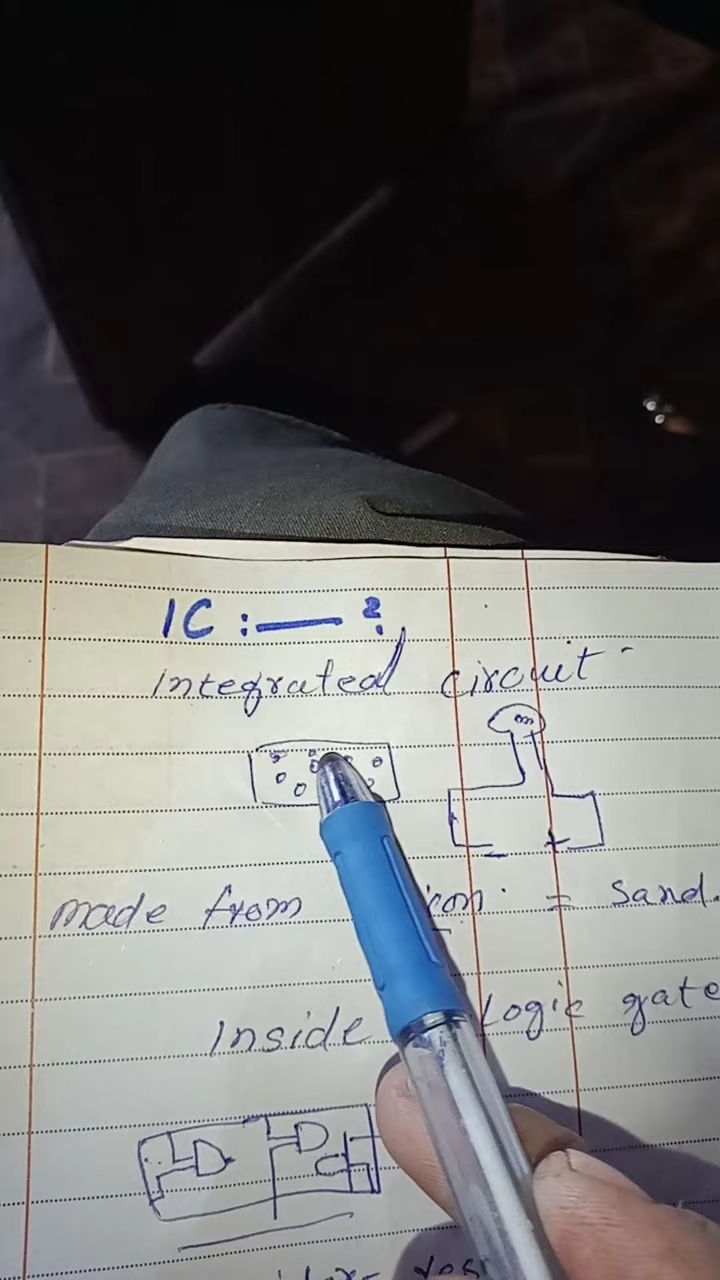 IC :— ?
integrated circuit
made from = Sand.
Inside Logic gate